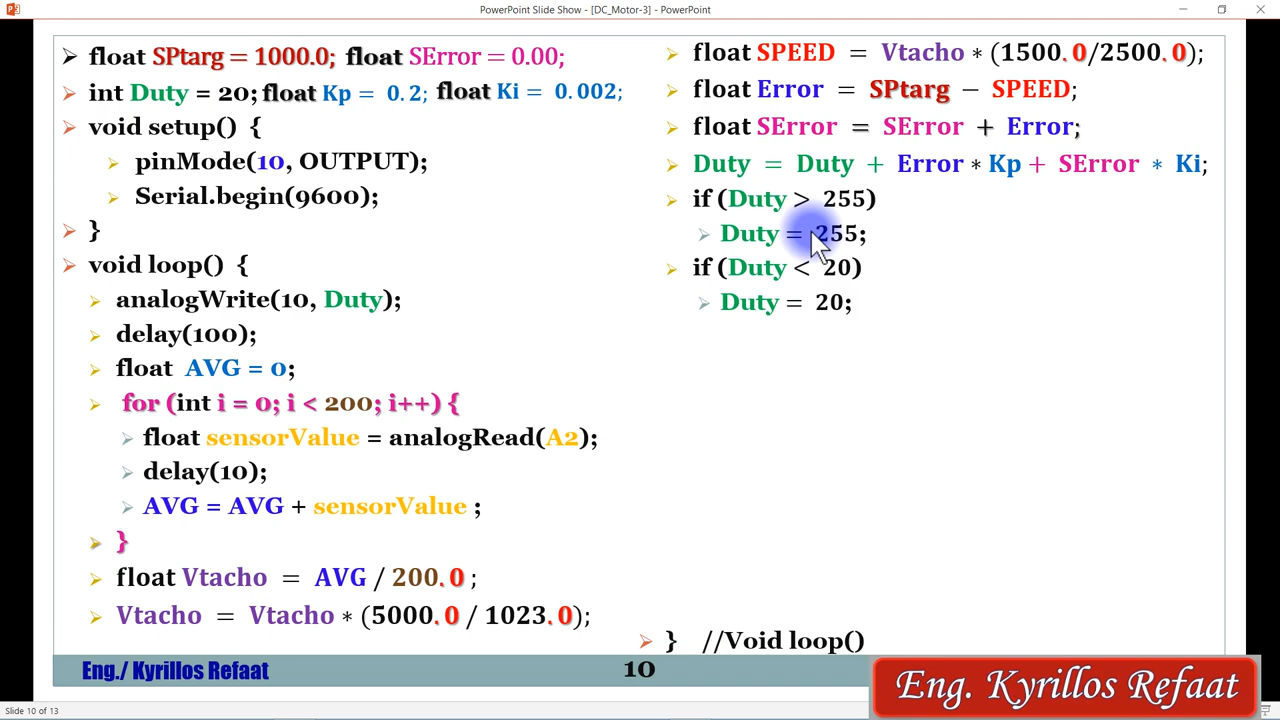 PowerPoint Slide Show - [DC_Motor-3] - PowerPoint
float SPtarg = 1000.0; float SError = 0.00;
int Duty = 20; float Kp = 0.2; float Ki = 0.002;
void setup() {
pinMode(10, OUTPUT);
Serial.begin(9600);
}
void loop() {
analogWrite(10, Duty);
delay(100);
float AVG = 0;
for (int i = 0; i < 200; i++) {
float sensorValue = analogRead(A2);
delay(10);
AVG = AVG + sensorValue ;
}
float Vtacho = AVG / 200.0 ;
Vtacho = Vtacho * (5000.0 / 1023.0);
float SPEED = Vtacho * (1500.0/2500.0);
float Error = SPtarg − SPEED;
float SError = SError + Error;
Duty = Duty + Error * Kp + SError * Ki;
if (Duty > 255)
Duty = 255;
if (Duty < 20)
Duty = 20;
} //Void loop()
Eng./ Kyrillos Refaat
10
Eng. Kyrillos Refaat
Slide 10 of 13